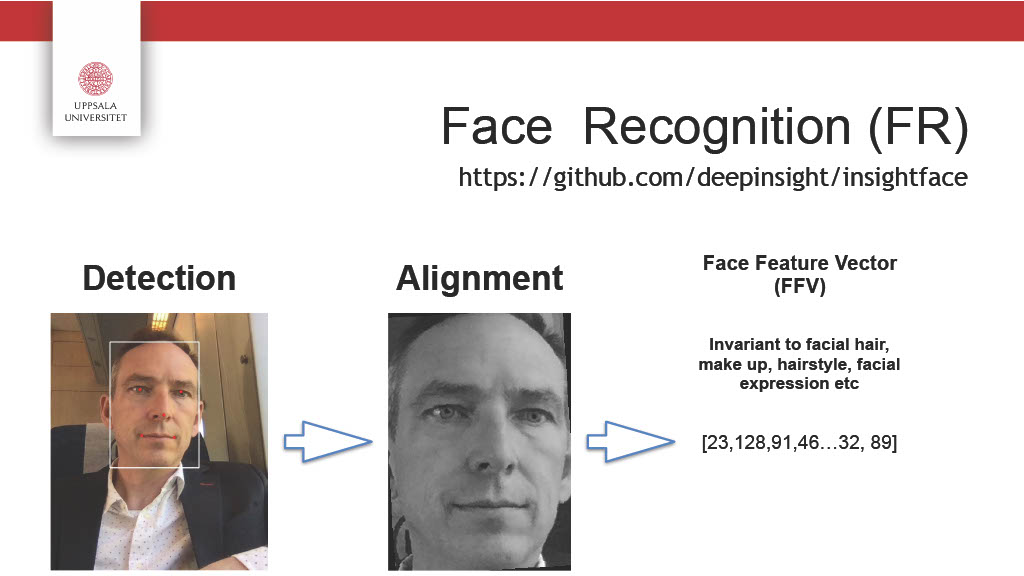 UPPSALA
UNIVERSITET
Face  Recognition (FR)
https://github.com/deepinsight/insightface
Detection
Alignment
Face Feature Vector
(FFV)
Invariant to facial hair,
make up, hairstyle, facial
expression etc
[23,128,91,46…32, 89]